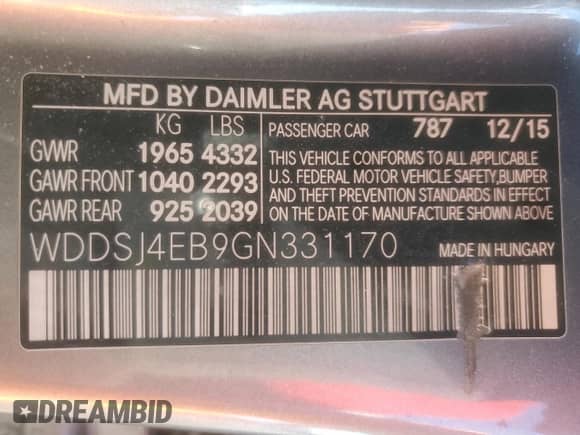 MFD BY DAIMLER AG STUTTGART
KG LBS PASSENGER CAR 787 12/15
GVWR 1965 4332
GAWR FRONT 1040 2293
GAWR REAR 925 2039
THIS VEHICLE CONFORMS TO ALL APPLICABLE
U.S. FEDERAL MOTOR VEHICLE SAFETY,BUMPER
AND THEFT PREVENTION STANDARDS IN EFFECT
ON THE DATE OF MANUFACTURE SHOWN ABOVE
WDDSJ4EB9GN331170 MADE IN HUNGARY
DREAMBID